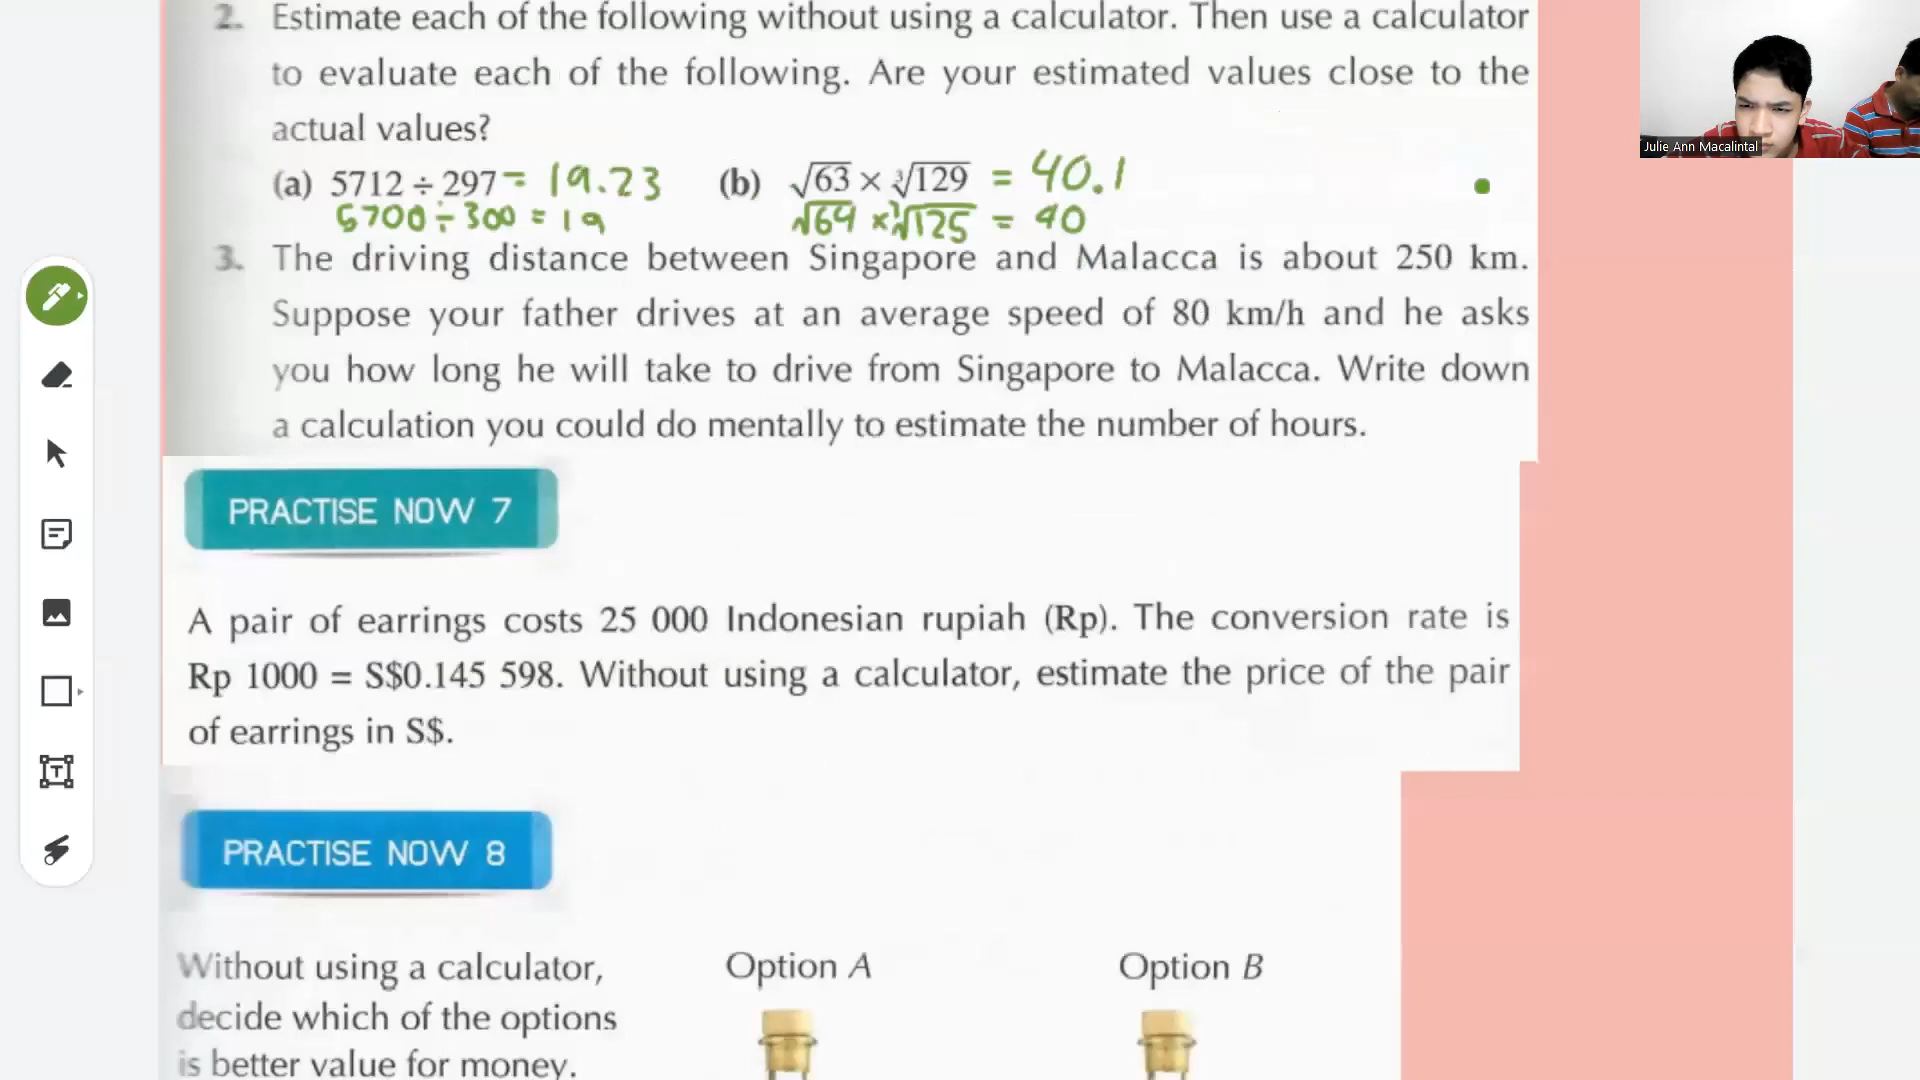 2. Estimate each of the following without using a calculator. Then use a calculator
to evaluate each of the following. Are your estimated values close to the
actual values?
(a) 5712 ÷ 297 = 19.23 (b) √63 × ∛129 = 40.1
5700 ÷ 300 = 19 √64 × ∛125 = 40
3. The driving distance between Singapore and Malacca is about 250 km.
Suppose your father drives at an average speed of 80 km/h and he asks
you how long he will take to drive from Singapore to Malacca. Write down
a calculation you could do mentally to estimate the number of hours.
PRACTISE NOW 7
A pair of earrings costs 25 000 Indonesian rupiah (Rp). The conversion rate is
Rp 1000 = S$0.145 598. Without using a calculator, estimate the price of the pair
of earrings in S$.
PRACTISE NOW 8
Without using a calculator,
decide which of the options
is better value for money.
Option A
Option B
Julie Ann Macalintal